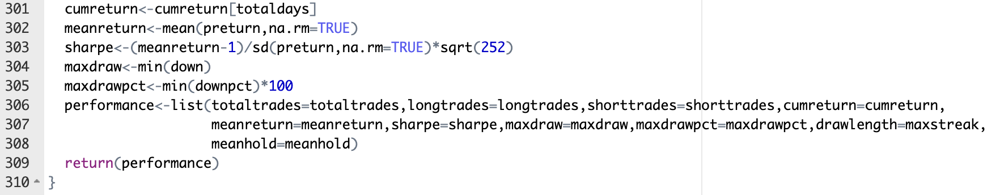 301 cumreturn<-cumreturn[totaldays]
302 meanreturn<-mean(preturn,na.rm=TRUE)
303 sharpe<-(meanreturn-1)/sd(preturn,na.rm=TRUE)*sqrt(252)
304 maxdraw<-min(down)
305 maxdrawpct<-min(downpct)*100
306 performance<-list(totaltrades=totaltrades,longtrades=longtrades,shorttrades=shorttrades,cumreturn=cumreturn,
307 meanreturn=meanreturn,sharpe=sharpe,maxdraw=maxdraw,maxdrawpct=maxdrawpct,drawlength=maxstreak,
308 meanhold=meanhold)
309 return(performance)
310 }